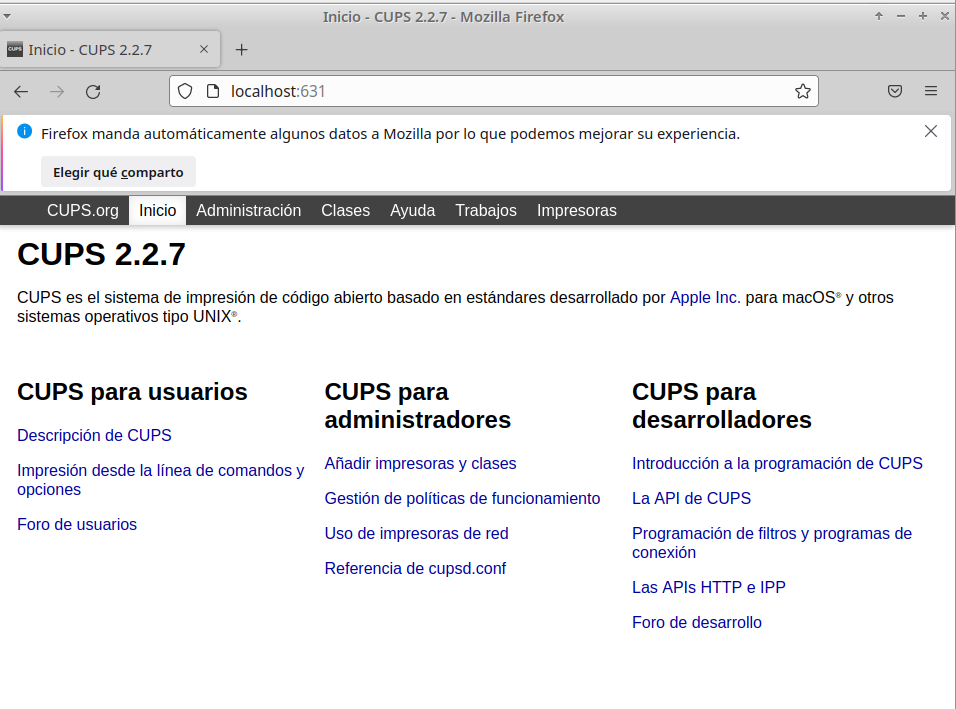 Inicio - CUPS 2.2.7 - Mozilla Firefox
CUPS Inicio - CUPS 2.2.7
localhost:631
Firefox manda automáticamente algunos datos a Mozilla por lo que podemos mejorar su experiencia.
Elegir qué comparto
CUPS.org Inicio Administración Clases Ayuda Trabajos Impresoras
CUPS 2.2.7
CUPS es el sistema de impresión de código abierto basado en estándares desarrollado por Apple Inc. para macOS® y otros
sistemas operativos tipo UNIX®.
CUPS para usuarios
Descripción de CUPS
Impresión desde la línea de comandos y
opciones
Foro de usuarios
CUPS para
administradores
Añadir impresoras y clases
Gestión de políticas de funcionamiento
Uso de impresoras de red
Referencia de cupsd.conf
CUPS para
desarrolladores
Introducción a la programación de CUPS
La API de CUPS
Programación de filtros y programas de
conexión
Las APIs HTTP e IPP
Foro de desarrollo